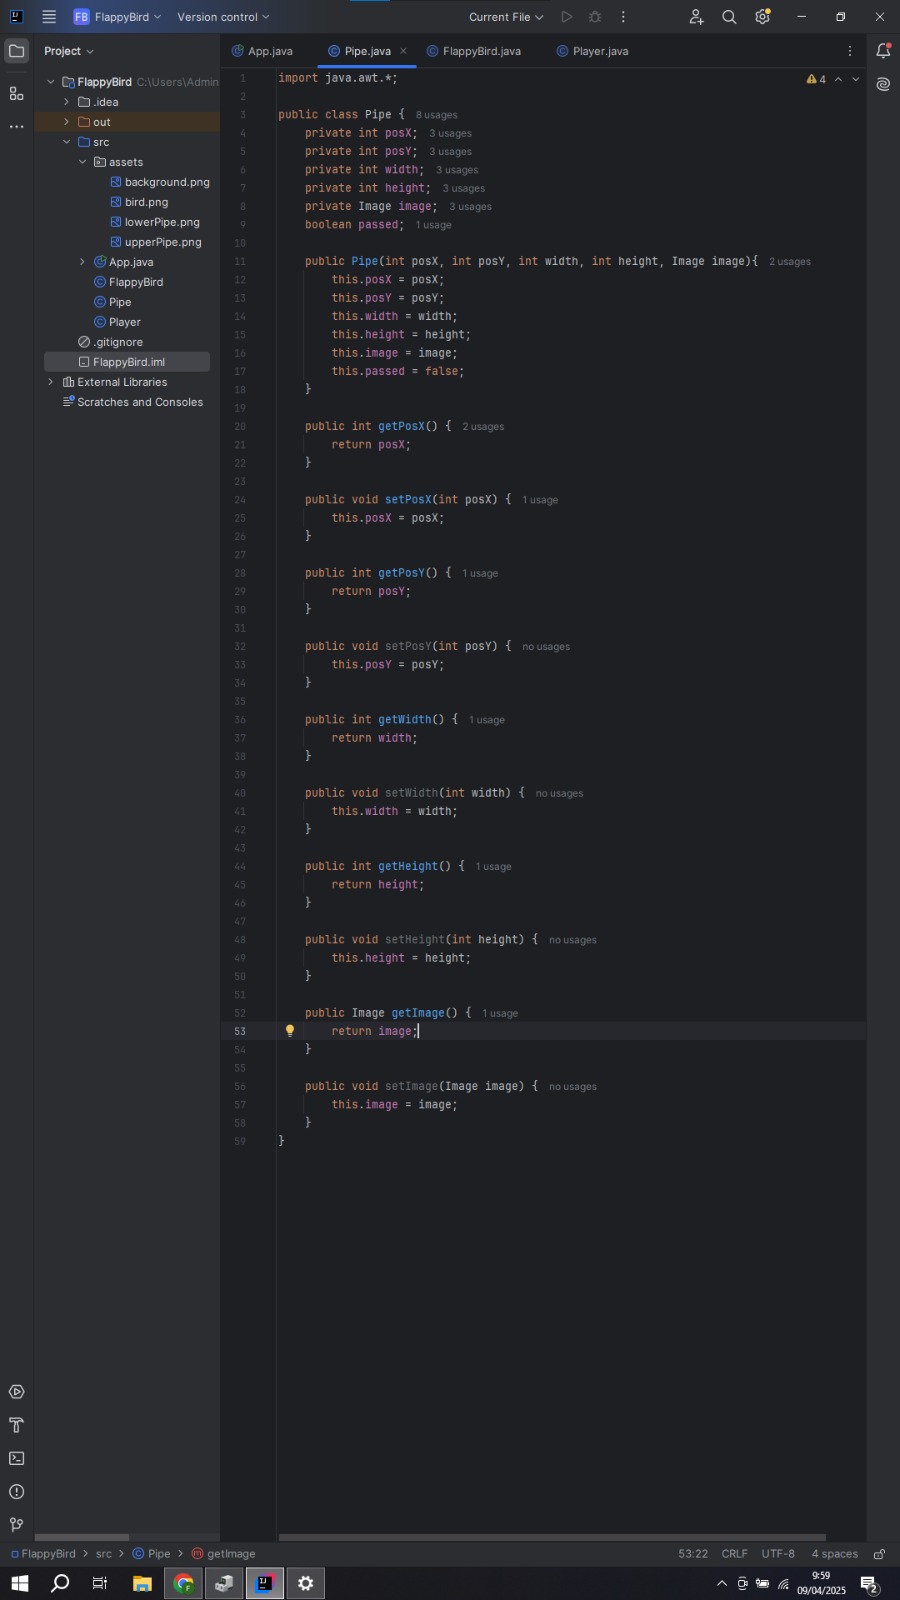 FB FlappyBird Version control Current File
Project
App.java Pipe.java FlappyBird.java Player.java
FlappyBird C:\Users\Admin
.idea
out
src
assets
background.png
bird.png
lowerPipe.png
upperPipe.png
App.java
FlappyBird
Pipe
Player
.gitignore
FlappyBird.iml
External Libraries
Scratches and Consoles
4
1 import java.awt.*;
2
3 public class Pipe { 8 usages
4 private int posX; 3 usages
5 private int posY; 3 usages
6 private int width; 3 usages
7 private int height; 3 usages
8 private Image image; 3 usages
9 boolean passed; 1 usage
10
11 public Pipe(int posX, int posY, int width, int height, Image image){ 2 usages
12 this.posX = posX;
13 this.posY = posY;
14 this.width = width;
15 this.height = height;
16 this.image = image;
17 this.passed = false;
18 }
19
20 public int getPosX() { 2 usages
21 return posX;
22 }
23
24 public void setPosX(int posX) { 1 usage
25 this.posX = posX;
26 }
27
28 public int getPosY() { 1 usage
29 return posY;
30 }
31
32 public void setPosY(int posY) { no usages
33 this.posY = posY;
34 }
35
36 public int getWidth() { 1 usage
37 return width;
38 }
39
40 public void setWidth(int width) { no usages
41 this.width = width;
42 }
43
44 public int getHeight() { 1 usage
45 return height;
46 }
47
48 public void setHeight(int height) { no usages
49 this.height = height;
50 }
51
52 public Image getImage() { 1 usage
53 return image;
54 }
55
56 public void setImage(Image image) { no usages
57 this.image = image;
58 }
59 }
FlappyBird > src > Pipe > getImage 53:22 CRLF UTF-8 4 spaces
9:59
09/04/2025
2